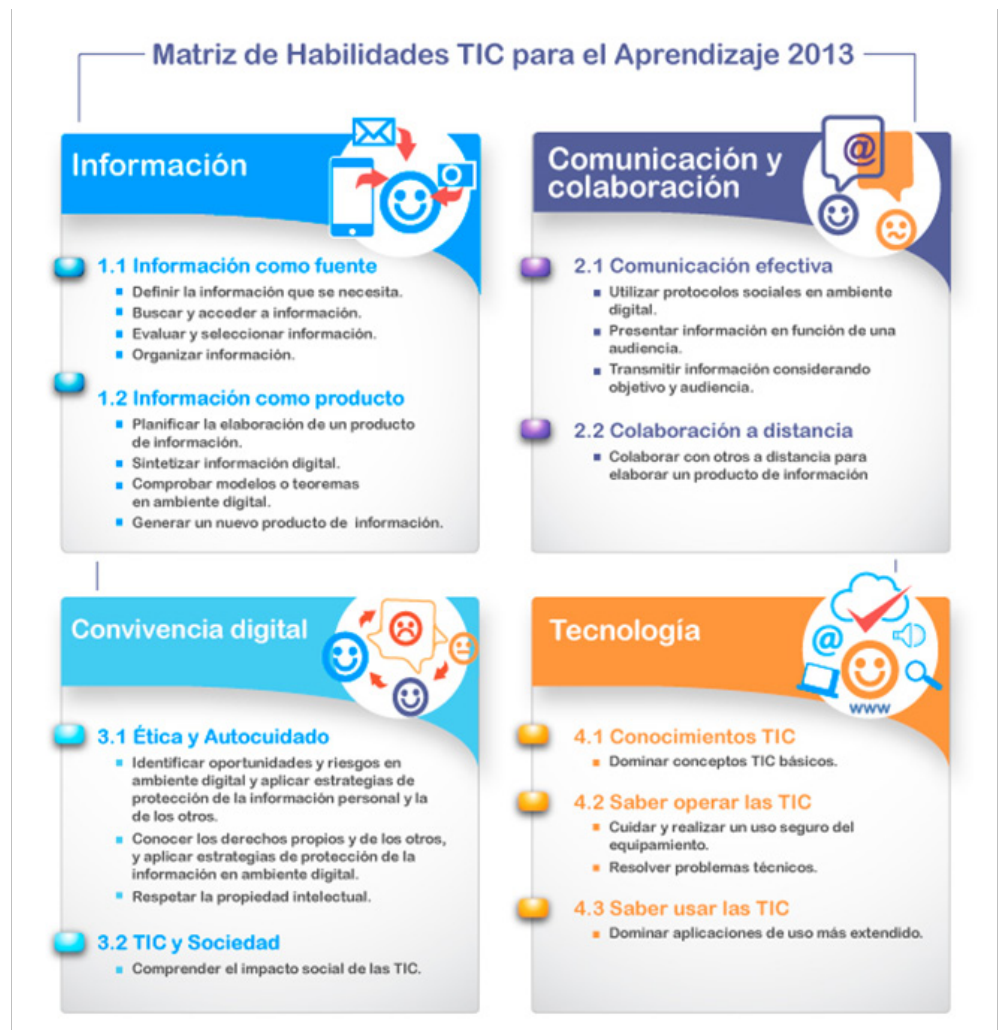 Matriz de Habilidades TIC para el Aprendizaje 2013
Información
1.1 Información como fuente
Definir la información que se necesita.
Buscar y acceder a información.
Evaluar y seleccionar información.
Organizar información.
1.2 Información como producto
Planificar la elaboración de un producto
de información.
Sintetizar información digital.
Comprobar modelos o teoremas
en ambiente digital.
Generar un nuevo producto de información.
Comunicación y
colaboración
@
2.1 Comunicación efectiva
Utilizar protocolos sociales en ambiente
digital.
Presentar información en función de una
audiencia.
Transmitir información considerando
objetivo y audiencia.
2.2 Colaboración a distancia
Colaborar con otros a distancia para
elaborar un producto de información
Convivencia digital
3.1 Ética y Autocuidado
Identificar oportunidades y riesgos en
ambiente digital y aplicar estrategias de
protección de la información personal y la
de los otros.
Conocer los derechos propios y de los otros,
y aplicar estrategias de protección de la
información en ambiente digital.
Respetar la propiedad intelectual.
3.2 TIC y Sociedad
Comprender el impacto social de las TIC.
Tecnología
@
www
4.1 Conocimientos TIC
Dominar conceptos TIC básicos.
4.2 Saber operar las TIC
Cuidar y realizar un uso seguro del
equipamiento.
Resolver problemas técnicos.
4.3 Saber usar las TIC
Dominar aplicaciones de uso más extendido.